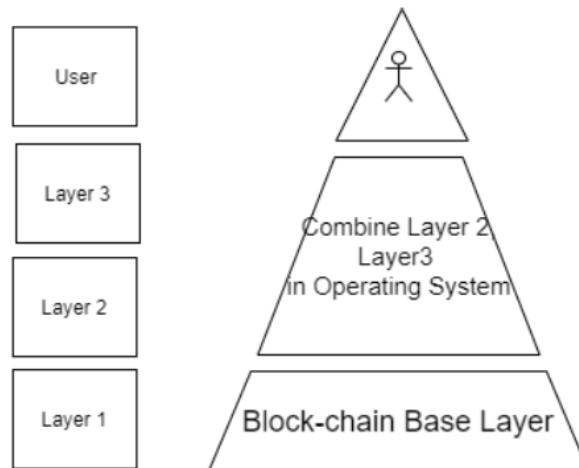 User
Layer 3
Layer 2
Layer 1
Combine Layer 2,
Layer3
in Operating System
Block-chain Base Layer